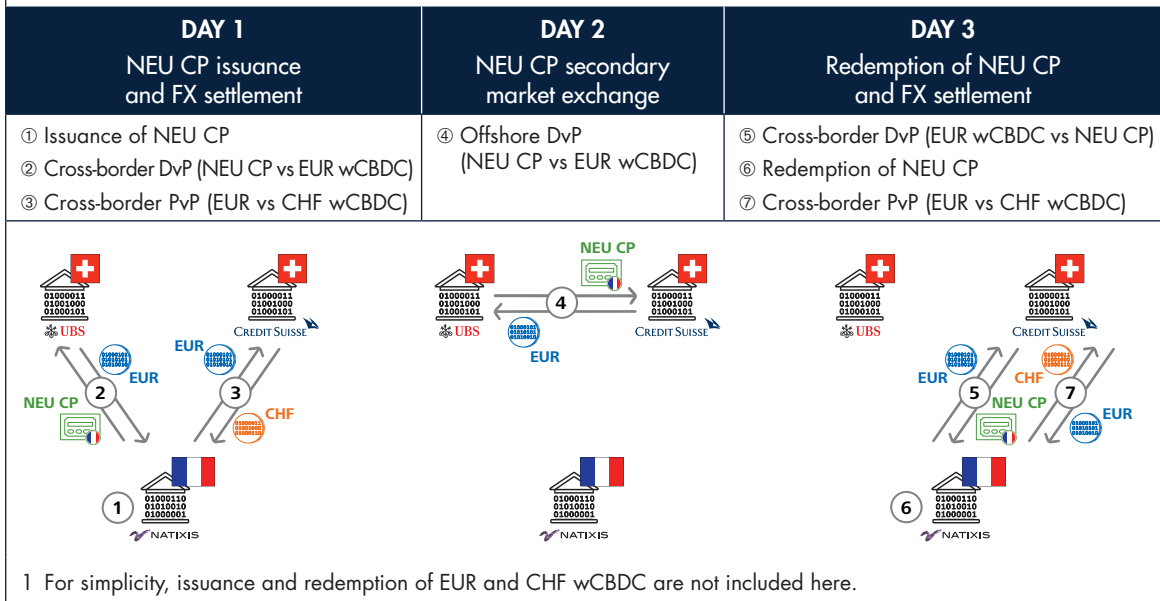 DAY 1
NEU CP issuance
and FX settlement
DAY 2
NEU CP secondary
market exchange
DAY 3
Redemption of NEU CP
and FX settlement
① Issuance of NEU CP
② Cross-border DvP (NEU CP vs EUR wCBDC)
③ Cross-border PvP (EUR vs CHF wCBDC)
④ Offshore DvP
(NEU CP vs EUR wCBDC)
⑤ Cross-border DvP (EUR wCBDC vs NEU CP)
⑥ Redemption of NEU CP
⑦ Cross-border PvP (EUR vs CHF wCBDC)
01000011
01001000
01000101
UBS
01000011
01001000
01000101
CREDIT SUISSE
EUR
EUR
2
3
NEU CP
CHF
1
01000110
01010010
01000001
NATIXIS
NEU CP
01000011
01001000
01000101
UBS
4
01000011
01001000
01000101
CREDIT SUISSE
EUR
01000110
01010010
01000001
NATIXIS
01000011
01001000
01000101
UBS
01000011
01001000
01000101
CREDIT SUISSE
EUR
CHF
5
7
NEU CP
EUR
6
01000110
01010010
01000001
NATIXIS
1 For simplicity, issuance and redemption of EUR and CHF wCBDC are not included here.